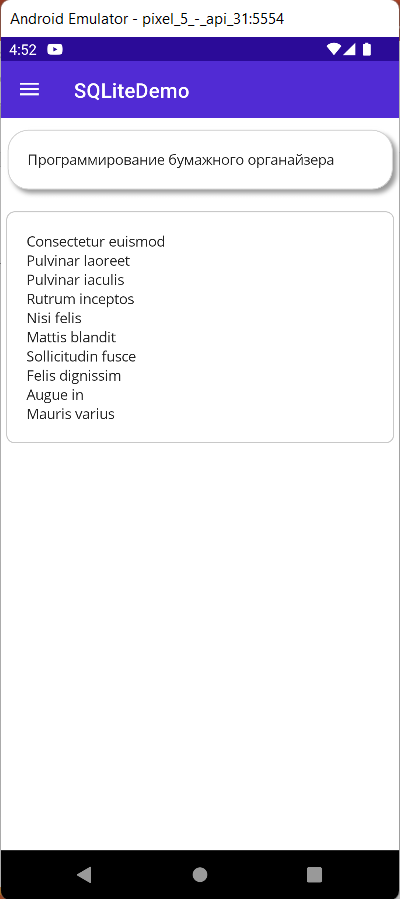 Android Emulator - pixel_5_-_api_31:5554
4:52
SQLiteDemo
Программирование бумажного органайзера
Consectetur euismod
Pulvinar laoreet
Pulvinar iaculis
Rutrum inceptos
Nisi felis
Mattis blandit
Sollicitudin fusce
Felis dignissim
Augue in
Mauris varius